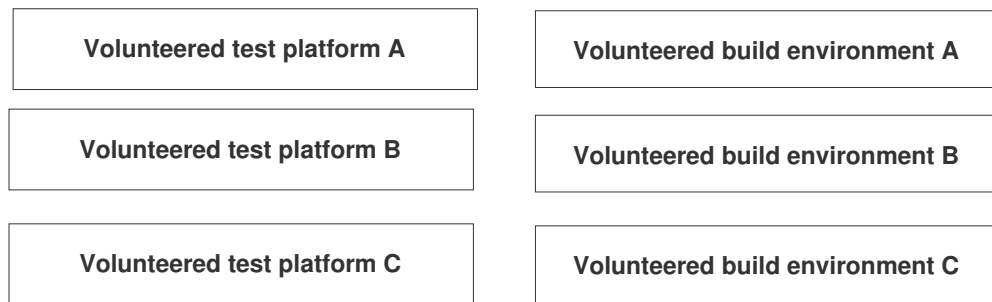 Volunteered test platform A
Volunteered build environment A
Volunteered test platform B
Volunteered build environment B
Volunteered test platform C
Volunteered build environment C